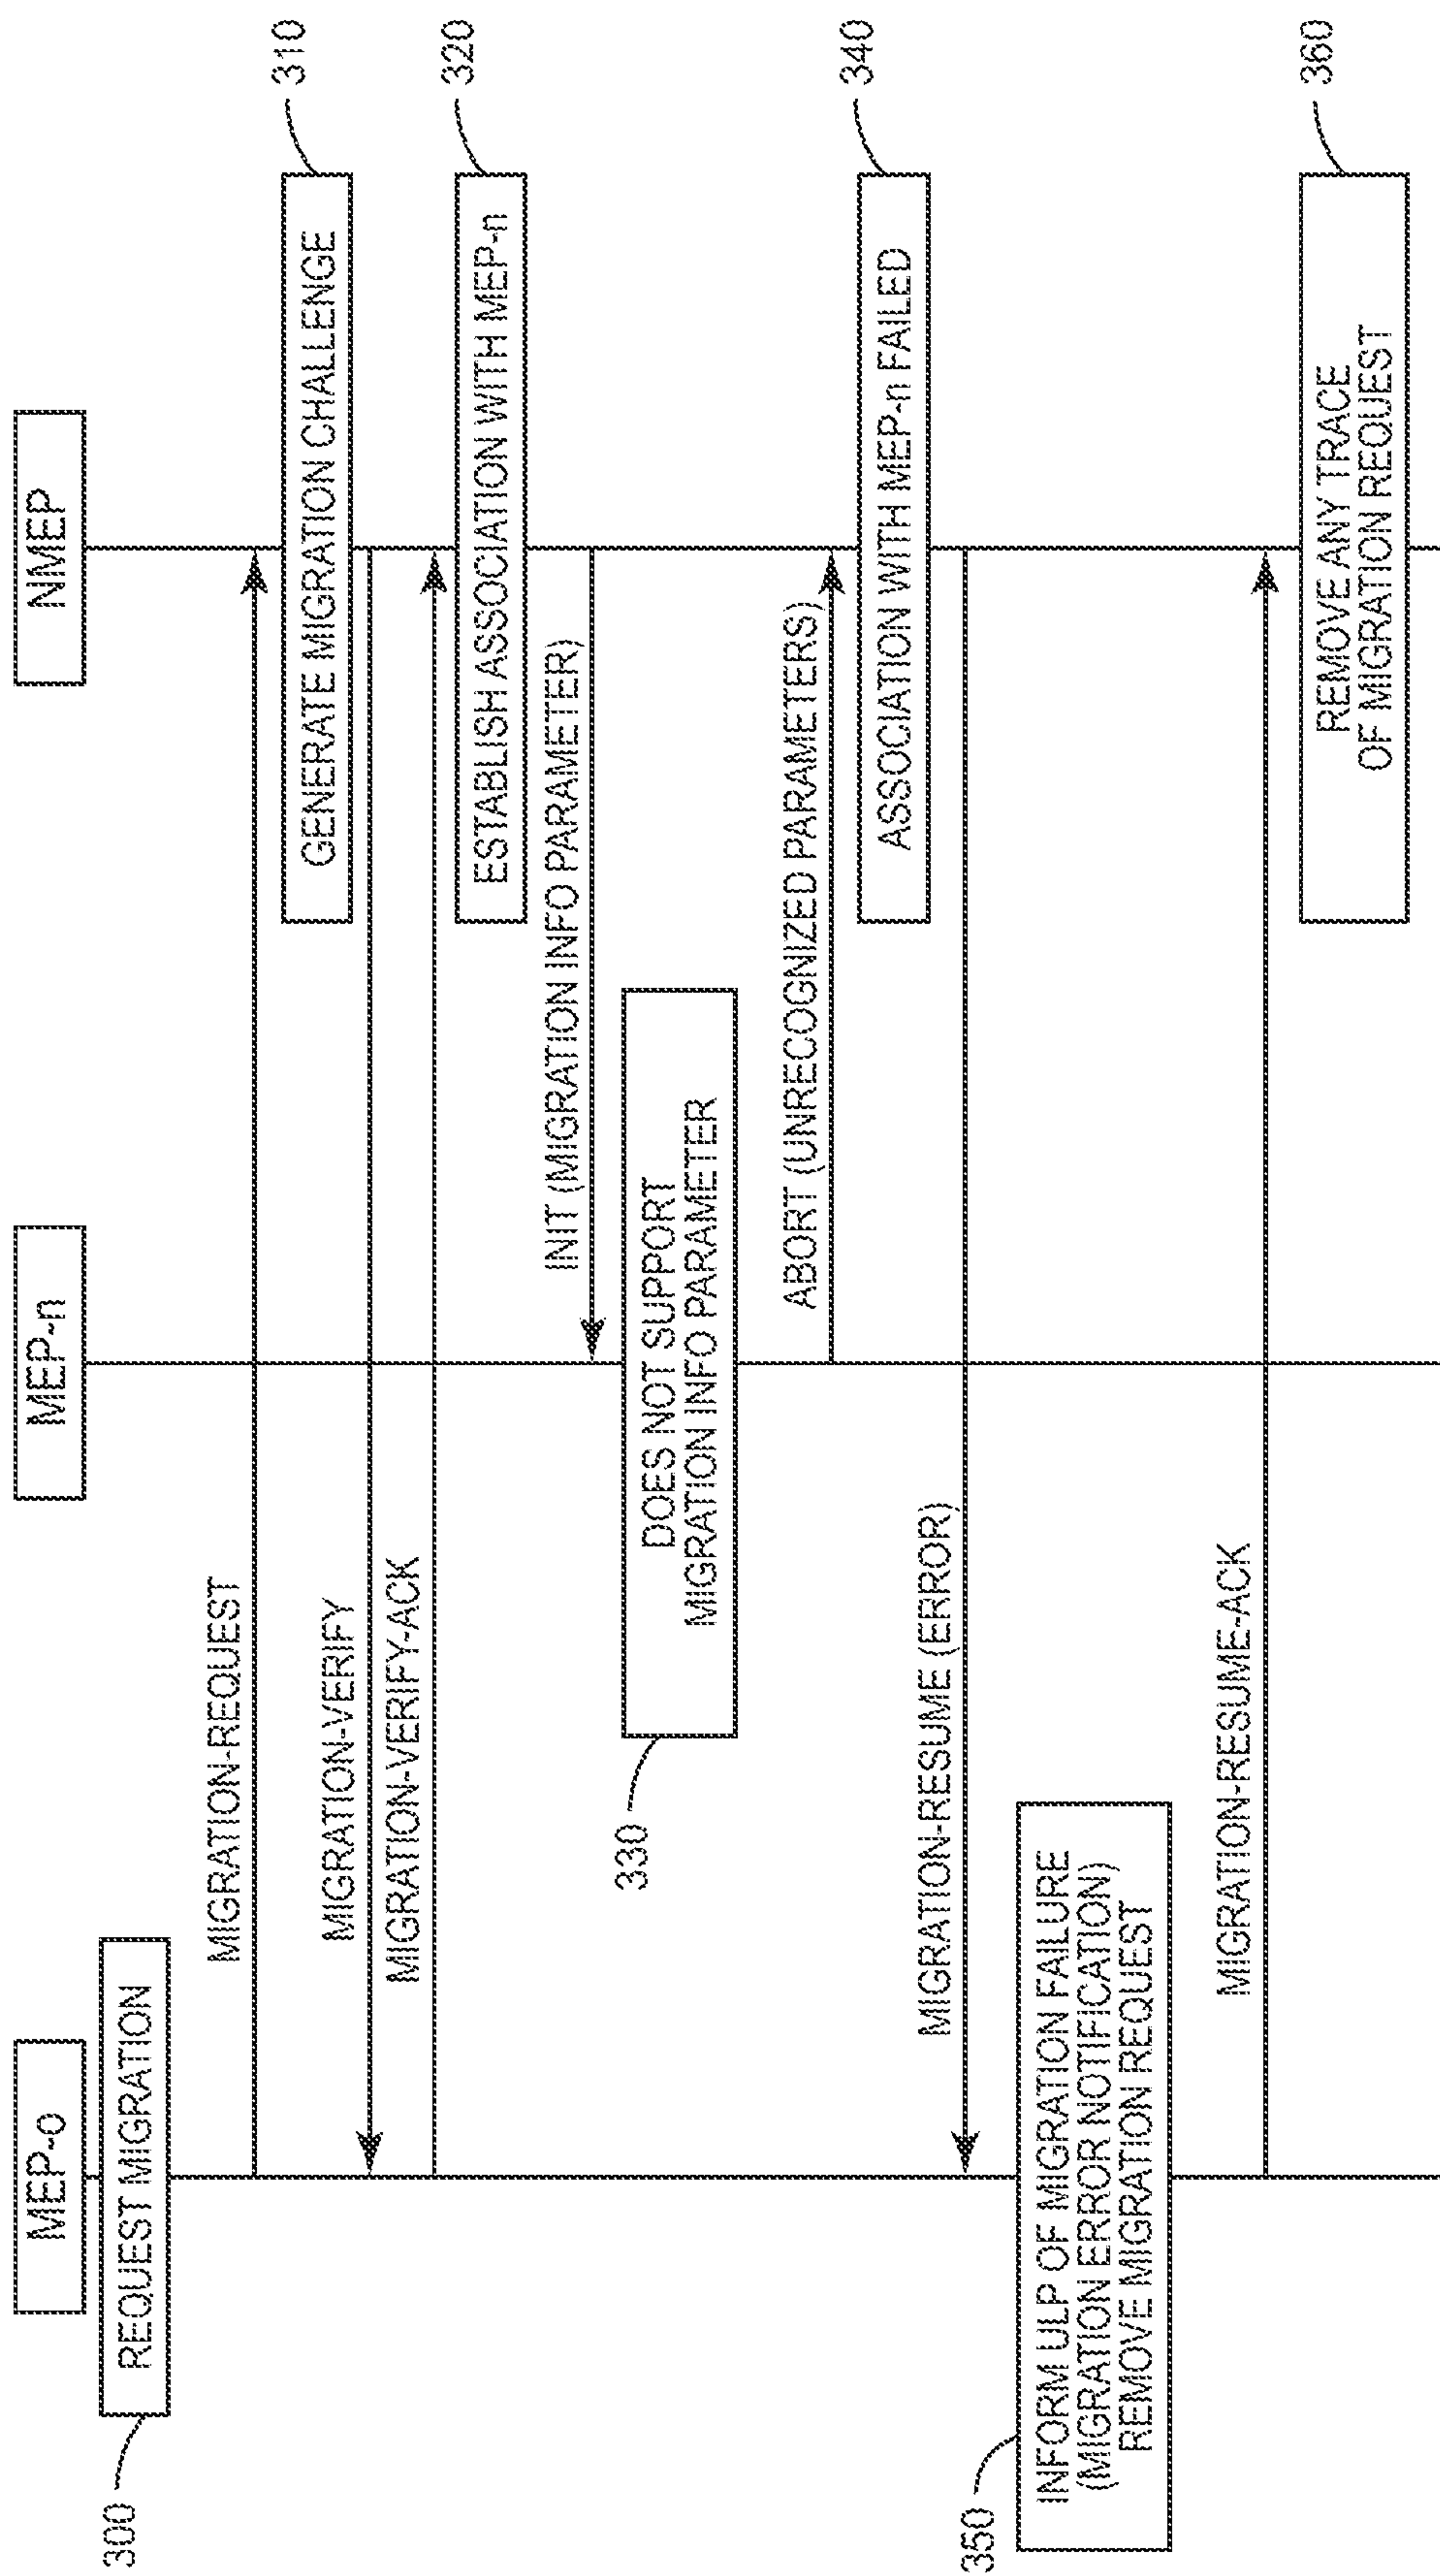 MEP-o
MEP-n
NMEP
300
REQUEST MIGRATION
MIGRATION-REQUEST
310
GENERATE MIGRATION CHALLENGE
MIGRATION-VERIFY
MIGRATION-VERIFY-ACK
320
ESTABLISH ASSOCIATION WITH MEP-n
INIT (MIGRATION INFO PARAMETER)
330
DOES NOT SUPPORT
MIGRATION INFO PARAMETER
ABORT (UNRECOGNIZED PARAMETERS)
340
ASSOCIATION WITH MEP-n FAILED
MIGRATION-RESUME (ERROR)
350
INFORM ULP OF MIGRATION FAILURE
(MIGRATION ERROR NOTIFICATION)
REMOVE MIGRATION REQUEST
MIGRATION-RESUME-ACK
360
REMOVE ANY TRACE
OF MIGRATION REQUEST